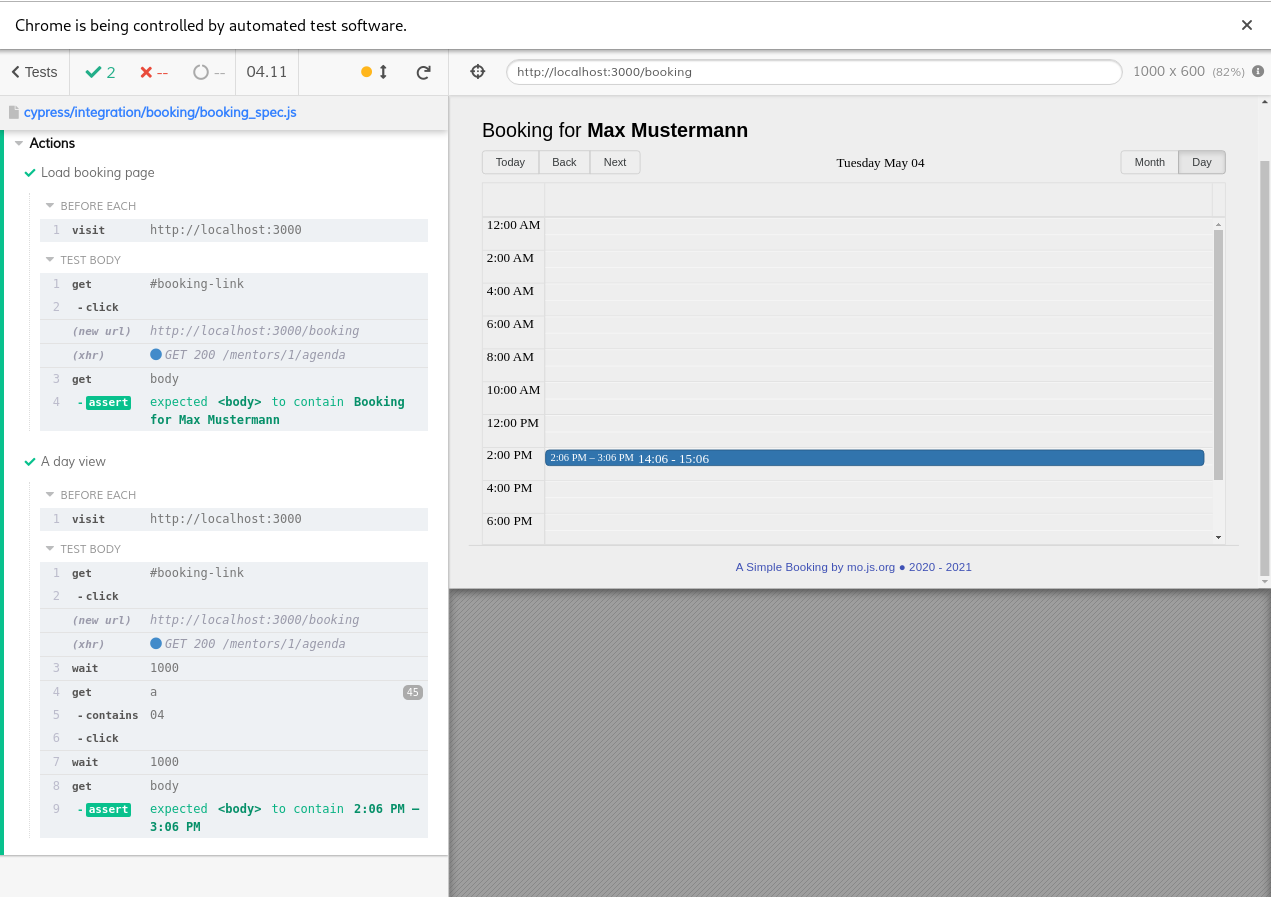 Chrome is being controlled by automated test software.
Tests 2 -- -- 04.11
http://localhost:3000/booking 1000 x 600 (82%)
cypress/integration/booking/booking_spec.js
Actions
Load booking page
BEFORE EACH
1 visit http://localhost:3000
TEST BODY
1 get #booking-link
2 - click
(new url) http://localhost:3000/booking
(xhr) GET 200 /mentors/1/agenda
3 get body
4 - assert expected <body> to contain Booking
for Max Mustermann
A day view
BEFORE EACH
1 visit http://localhost:3000
TEST BODY
1 get #booking-link
2 - click
(new url) http://localhost:3000/booking
(xhr) GET 200 /mentors/1/agenda
3 wait 1000
4 get a 45
5 - contains 04
6 - click
7 wait 1000
8 get body
9 - assert expected <body> to contain 2:06 PM –
3:06 PM
Booking for Max Mustermann
Today Back Next Tuesday May 04 Month Day
12:00 AM
2:00 AM
4:00 AM
6:00 AM
8:00 AM
10:00 AM
12:00 PM
2:00 PM 2:06 PM – 3:06 PM 14:06 - 15:06
4:00 PM
6:00 PM
A Simple Booking by mo.js.org ● 2020 - 2021